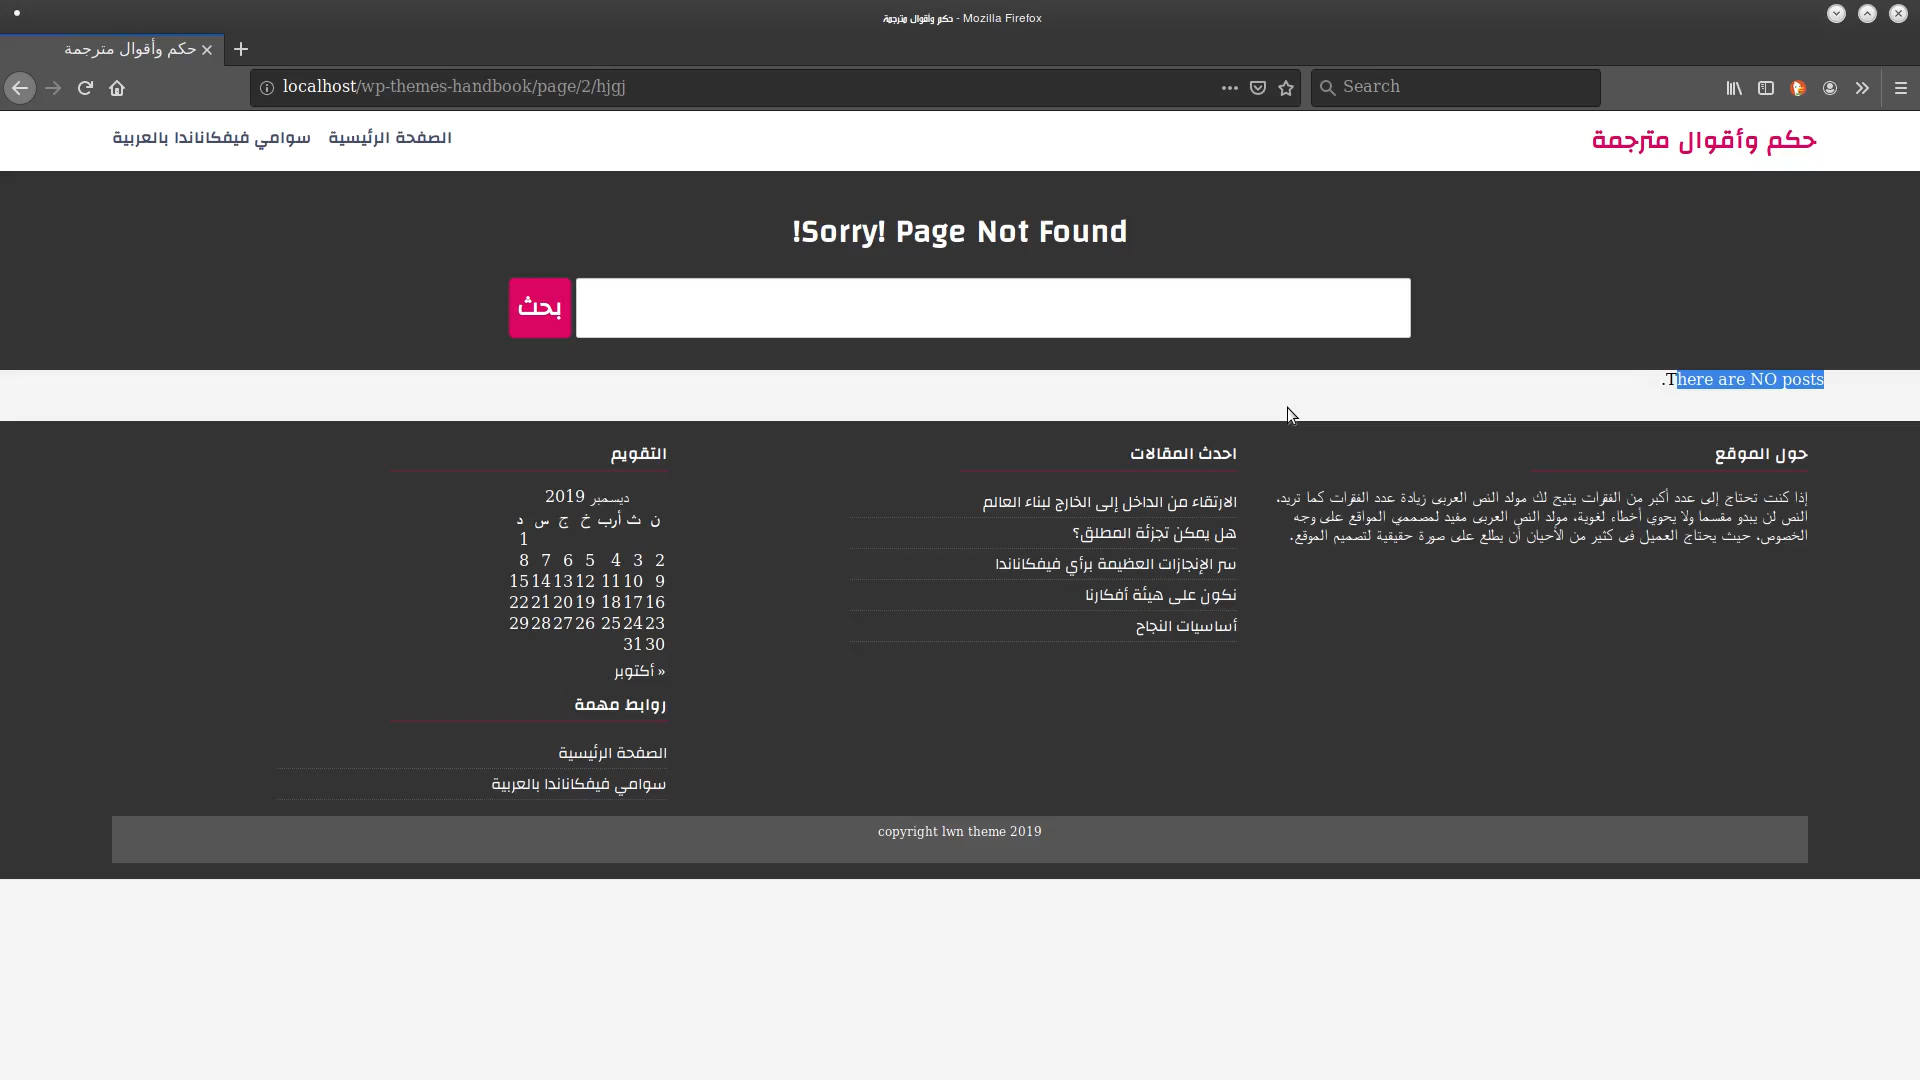 حكم وأقوال مترجمة - Mozilla Firefox
حكم وأقوال مترجمة
localhost/wp-themes-handbook/page/2/hjgj
Search
حكم وأقوال مترجمة
الصفحة الرئيسية
سوامي فيفكاناندا بالعربية
!Sorry! Page Not Found
بحث
.There are NO posts
حول الموقع
إذا كنت تحتاج إلى عدد أكبر من الفقرات يتيح لك مولد النص العربى زيادة عدد الفقرات كما تريد،
النص لن يبدو مقسما ولا يحوي أخطاء لغوية، مولد النص العربى مفيد لمصممي المواقع على وجه
الخصوص، حيث يحتاج العميل فى كثير من الأحيان أن يطلع على صورة حقيقية لتصميم الموقع.
احدث المقالات
الارتقاء من الداخل إلى الخارج لبناء العالم
هل يمكن تجزئة المطلق؟
سر الإنجازات العظيمة برأي فيفكاناندا
نكون على هيئة أفكارنا
أساسيات النجاح
التقويم
ديسمبر 2019
ن ث أرب خ ج س د
1
2 3 4 5 6 7 8
9 10 11 12 13 14 15
16 17 18 19 20 21 22
23 24 25 26 27 28 29
30 31
« أكتوبر
روابط مهمة
الصفحة الرئيسية
سوامي فيفكاناندا بالعربية
copyright lwn theme 2019